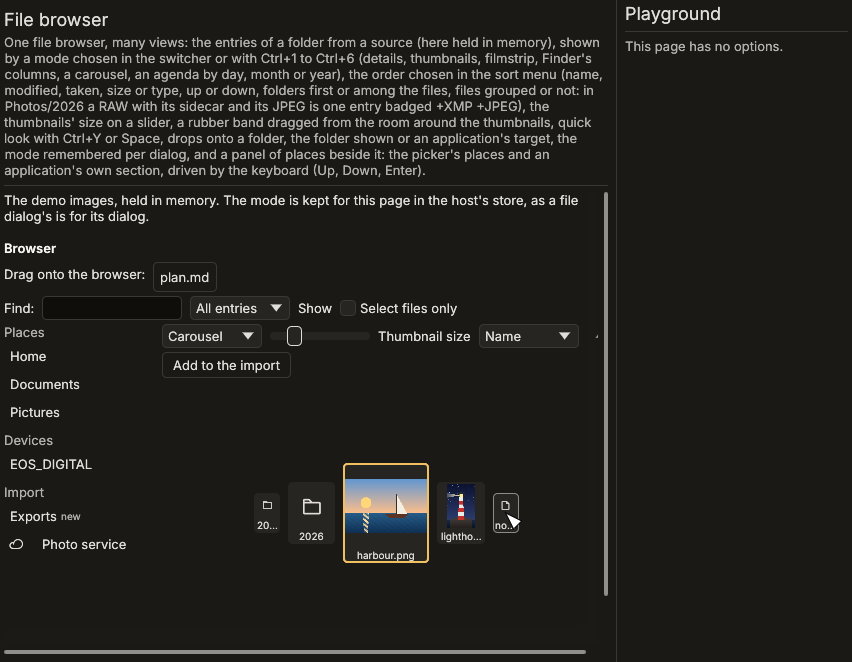 File browser
One file browser, many views: the entries of a folder from a source (here held in memory), shown
by a mode chosen in the switcher or with Ctrl+1 to Ctrl+6 (details, thumbnails, filmstrip, Finder's
columns, a carousel, an agenda by day, month or year), the order chosen in the sort menu (name,
modified, taken, size or type, up or down, folders first or among the files, files grouped or not: in
Photos/2026 a RAW with its sidecar and its JPEG is one entry badged +XMP +JPEG), the
thumbnails' size on a slider, a rubber band dragged from the room around the thumbnails, quick
look with Ctrl+Y or Space, drops onto a folder, the folder shown or an application's target, the
mode remembered per dialog, and a panel of places beside it: the picker's places and an
application's own section, driven by the keyboard (Up, Down, Enter).
The demo images, held in memory. The mode is kept for this page in the host's store, as a file
dialog's is for its dialog.
Browser
Drag onto the browser: plan.md
Find: All entries Show Select files only
Places Carousel Thumbnail size Name
Home Add to the import
Documents
Pictures
Devices
EOS_DIGITAL
Import
Exports new
Photo service
20... 2026 harbour.png lightho... no...
Playground
This page has no options.